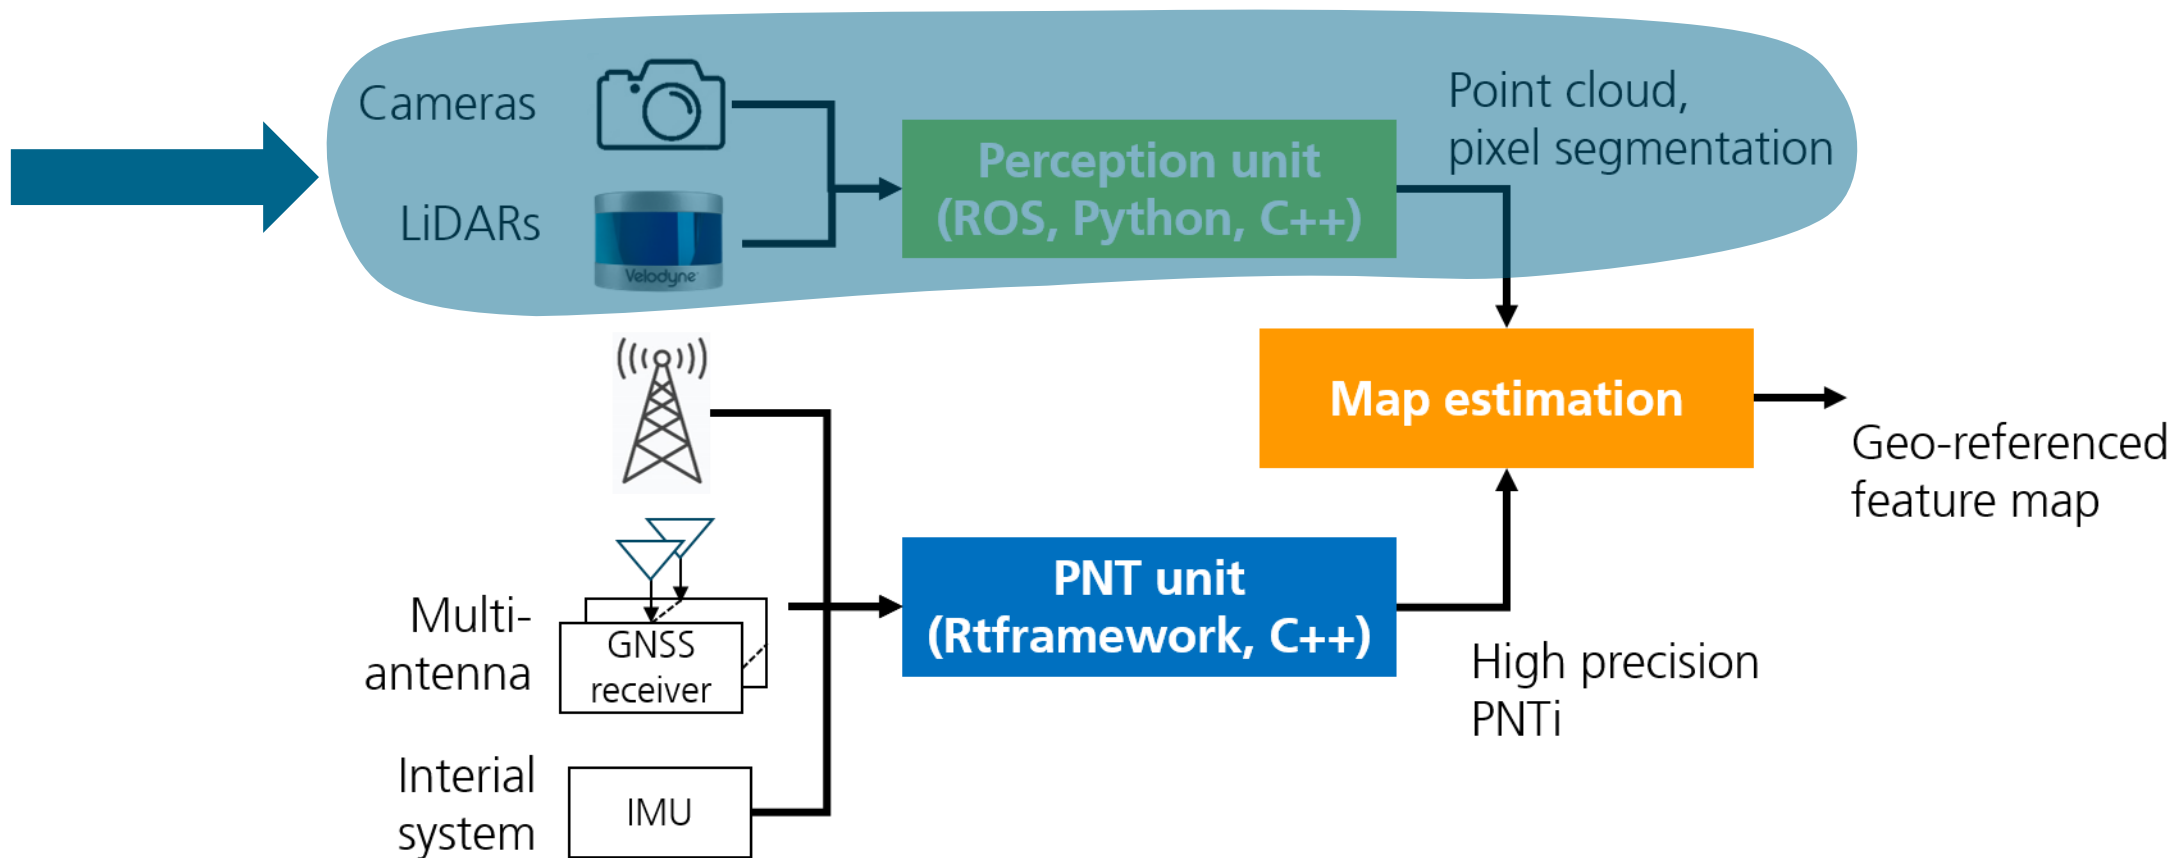 Cameras
LiDARs
Velodyne
Perception unit
(ROS, Python, C++)
Point cloud,
pixel segmentation
Map estimation
Geo-referenced
feature map
Multi-
antenna
GNSS
receiver
PNT unit
(Rtframework, C++)
High precision
PNTi
Interial
system
IMU